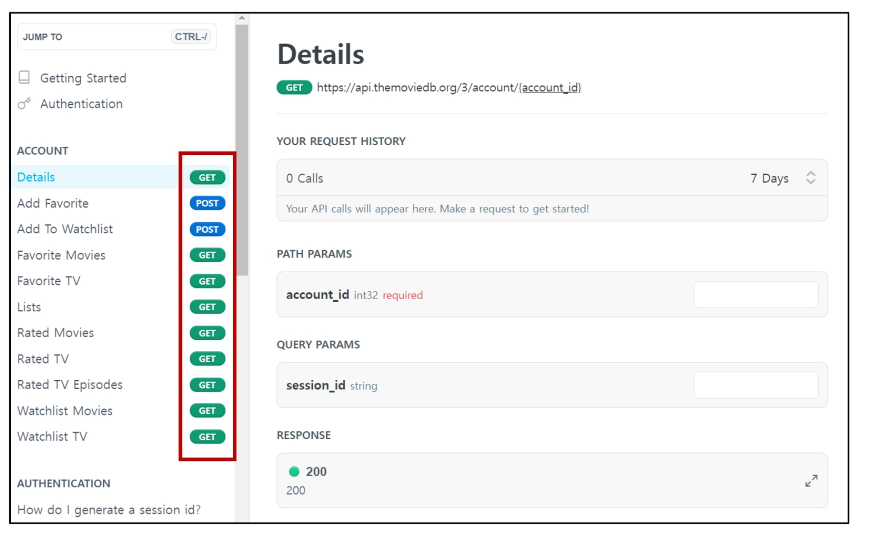 JUMP TO CTRL-/
Getting Started
Authentication
ACCOUNT
Details GET
Add Favorite POST
Add To Watchlist POST
Favorite Movies GET
Favorite TV GET
Lists GET
Rated Movies GET
Rated TV GET
Rated TV Episodes GET
Watchlist Movies GET
Watchlist TV GET
AUTHENTICATION
How do I generate a session id?
Details
GET https://api.themoviedb.org/3/account/{account_id}
YOUR REQUEST HISTORY
0 Calls 7 Days
Your API calls will appear here. Make a request to get started!
PATH PARAMS
account_id int32 required
QUERY PARAMS
session_id string
RESPONSE
200
200